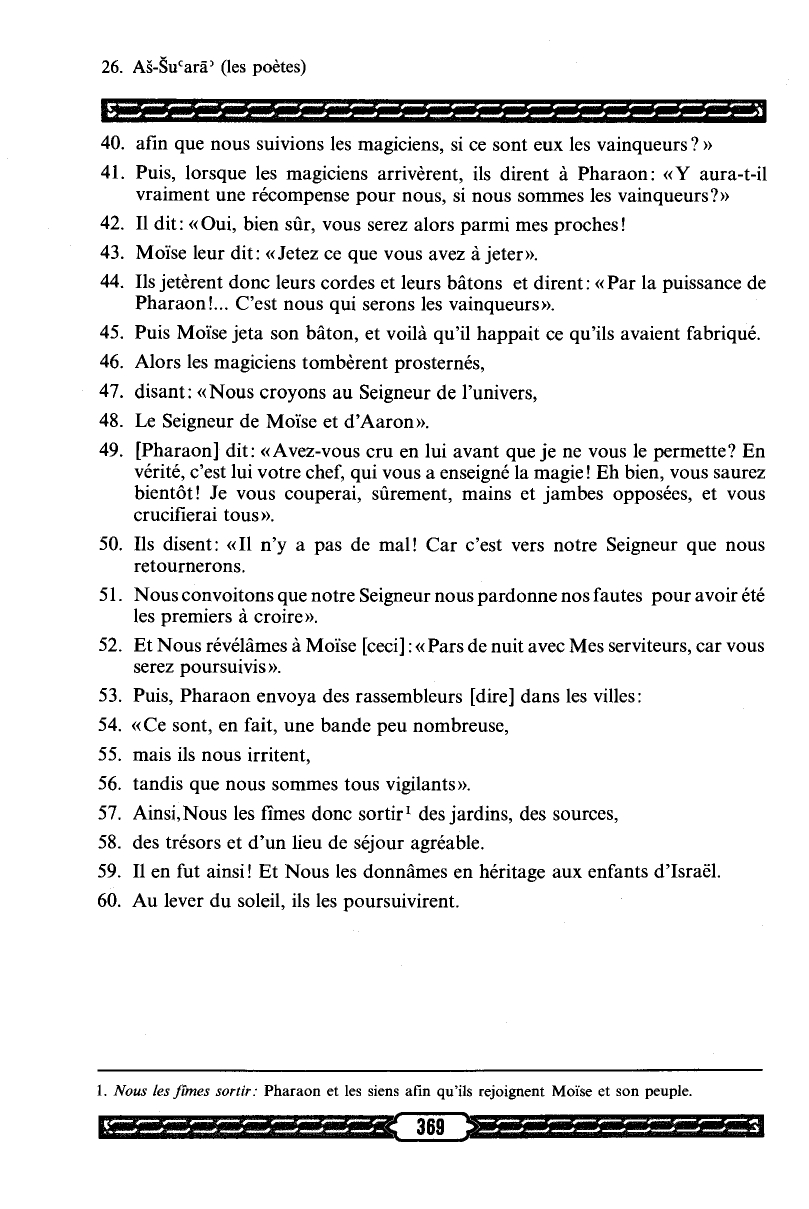 26. Aš-Šuʿarāʾ (les poètes)
40. afin que nous suivions les magiciens, si ce sont eux les vainqueurs ? »
41. Puis, lorsque les magiciens arrivèrent, ils dirent à Pharaon: «Y aura-t-il
vraiment une récompense pour nous, si nous sommes les vainqueurs?»
42. Il dit: «Oui, bien sûr, vous serez alors parmi mes proches!
43. Moïse leur dit: «Jetez ce que vous avez à jeter».
44. Ils jetèrent donc leurs cordes et leurs bâtons et dirent: «Par la puissance de
Pharaon!... C'est nous qui serons les vainqueurs».
45. Puis Moïse jeta son bâton, et voilà qu'il happait ce qu'ils avaient fabriqué.
46. Alors les magiciens tombèrent prosternés,
47. disant: «Nous croyons au Seigneur de l'univers,
48. Le Seigneur de Moïse et d'Aaron».
49. [Pharaon] dit: «Avez-vous cru en lui avant que je ne vous le permette? En
vérité, c'est lui votre chef, qui vous a enseigné la magie! Eh bien, vous saurez
bientôt! Je vous couperai, sûrement, mains et jambes opposées, et vous
crucifierai tous».
50. Ils disent: «Il n'y a pas de mal! Car c'est vers notre Seigneur que nous
retournerons.
51. Nous convoitons que notre Seigneur nous pardonne nos fautes pour avoir été
les premiers à croire».
52. Et Nous révélâmes à Moïse [ceci] : «Pars de nuit avec Mes serviteurs, car vous
serez poursuivis».
53. Puis, Pharaon envoya des rassembleurs [dire] dans les villes:
54. «Ce sont, en fait, une bande peu nombreuse,
55. mais ils nous irritent,
56. tandis que nous sommes tous vigilants».
57. Ainsi, Nous les fîmes donc sortir¹ des jardins, des sources,
58. des trésors et d'un lieu de séjour agréable.
59. Il en fut ainsi! Et Nous les donnâmes en héritage aux enfants d'Israël.
60. Au lever du soleil, ils les poursuivirent.
1. Nous les fîmes sortir: Pharaon et les siens afin qu'ils rejoignent Moïse et son peuple.
369